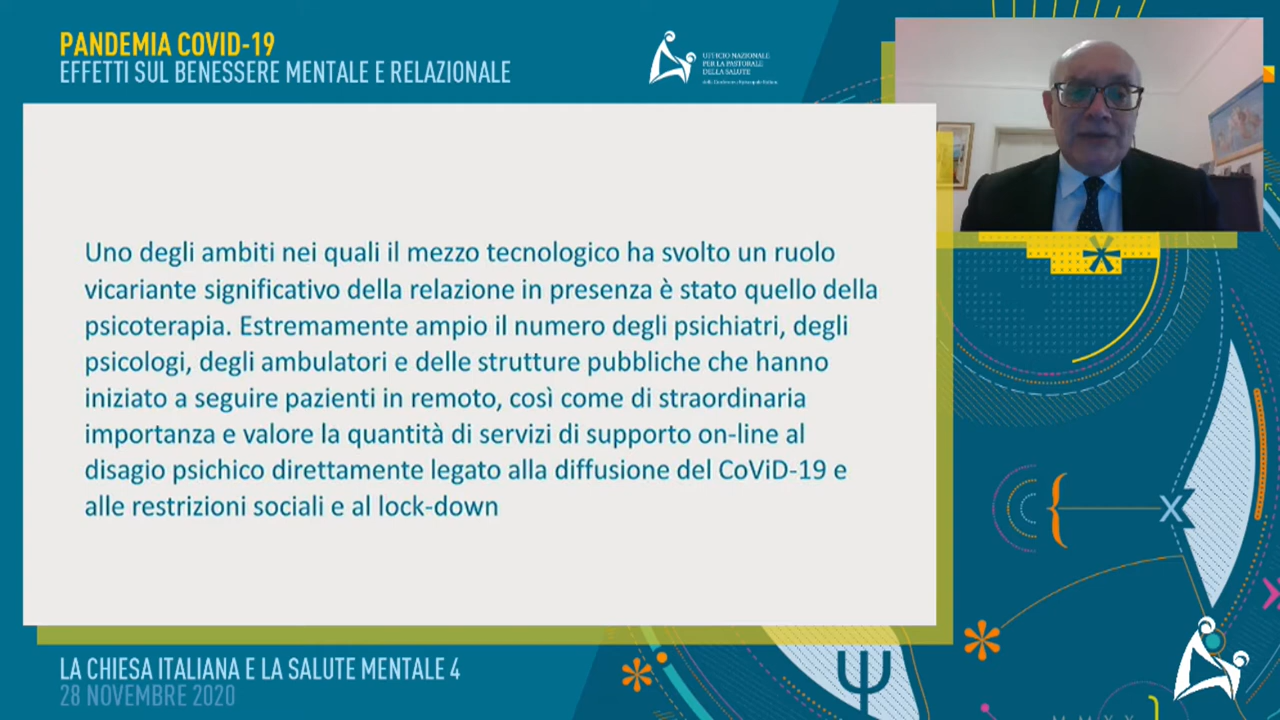 PANDEMIA COVID-19
EFFETTI SUL BENESSERE MENTALE E RELAZIONALE
UFFICIO NAZIONALE
PER LA PASTORALE
DELLA SALUTE
della Conferenza Episcopale Italiana
Uno degli ambiti nei quali il mezzo tecnologico ha svolto un ruolo
vicariante significativo della relazione in presenza è stato quello della
psicoterapia. Estremamente ampio il numero degli psichiatri, degli
psicologi, degli ambulatori e delle strutture pubbliche che hanno
iniziato a seguire pazienti in remoto, così come di straordinaria
importanza e valore la quantità di servizi di supporto on-line al
disagio psichico direttamente legato alla diffusione del CoViD-19 e
alle restrizioni sociali e al lock-down
LA CHIESA ITALIANA E LA SALUTE MENTALE 4
28 NOVEMBRE 2020